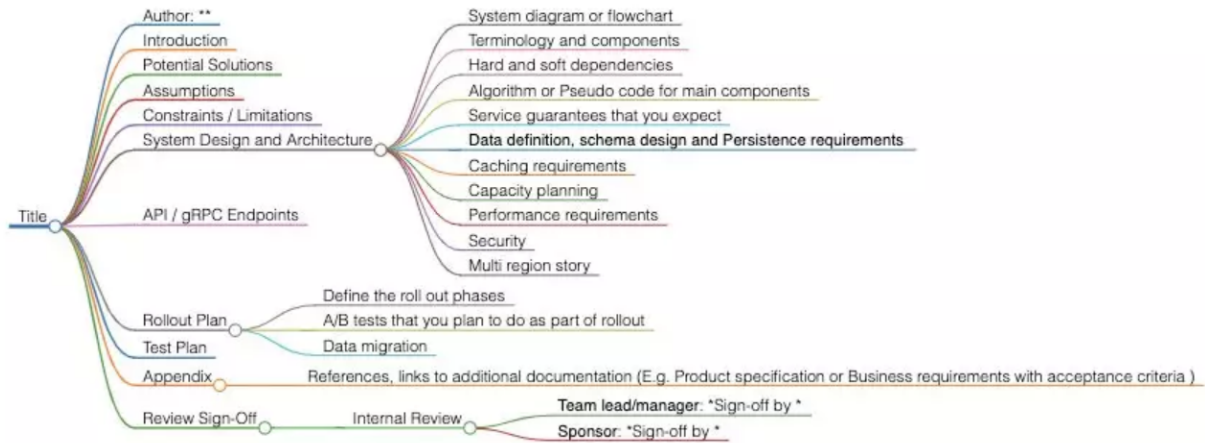 Title
Author: **
Introduction
Potential Solutions
Assumptions
Constraints / Limitations
System Design and Architecture
System diagram or flowchart
Terminology and components
Hard and soft dependencies
Algorithm or Pseudo code for main components
Service guarantees that you expect
Data definition, schema design and Persistence requirements
Caching requirements
Capacity planning
Performance requirements
Security
Multi region story
API / gRPC Endpoints
Rollout Plan
Define the roll out phases
A/B tests that you plan to do as part of rollout
Data migration
Test Plan
Appendix
References, links to additional documentation (E.g. Product specification or Business requirements with acceptance criteria )
Review Sign-Off
Internal Review
Team lead/manager: *Sign-off by *
Sponsor: *Sign-off by *